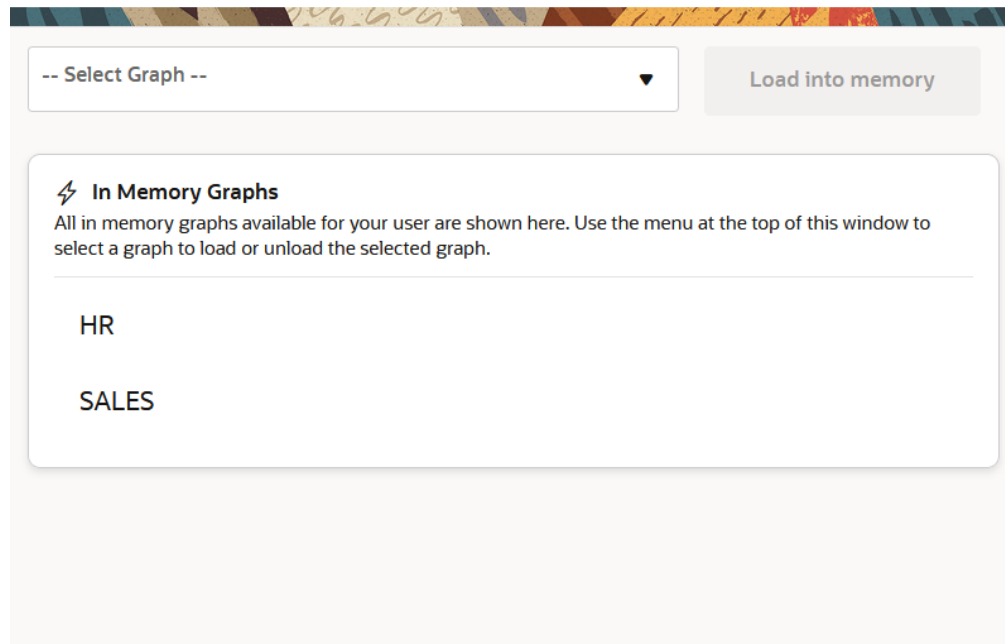 -- Select Graph --
Load into memory
In Memory Graphs
All in memory graphs available for your user are shown here. Use the menu at the top of this window to
select a graph to load or unload the selected graph.
HR
SALES